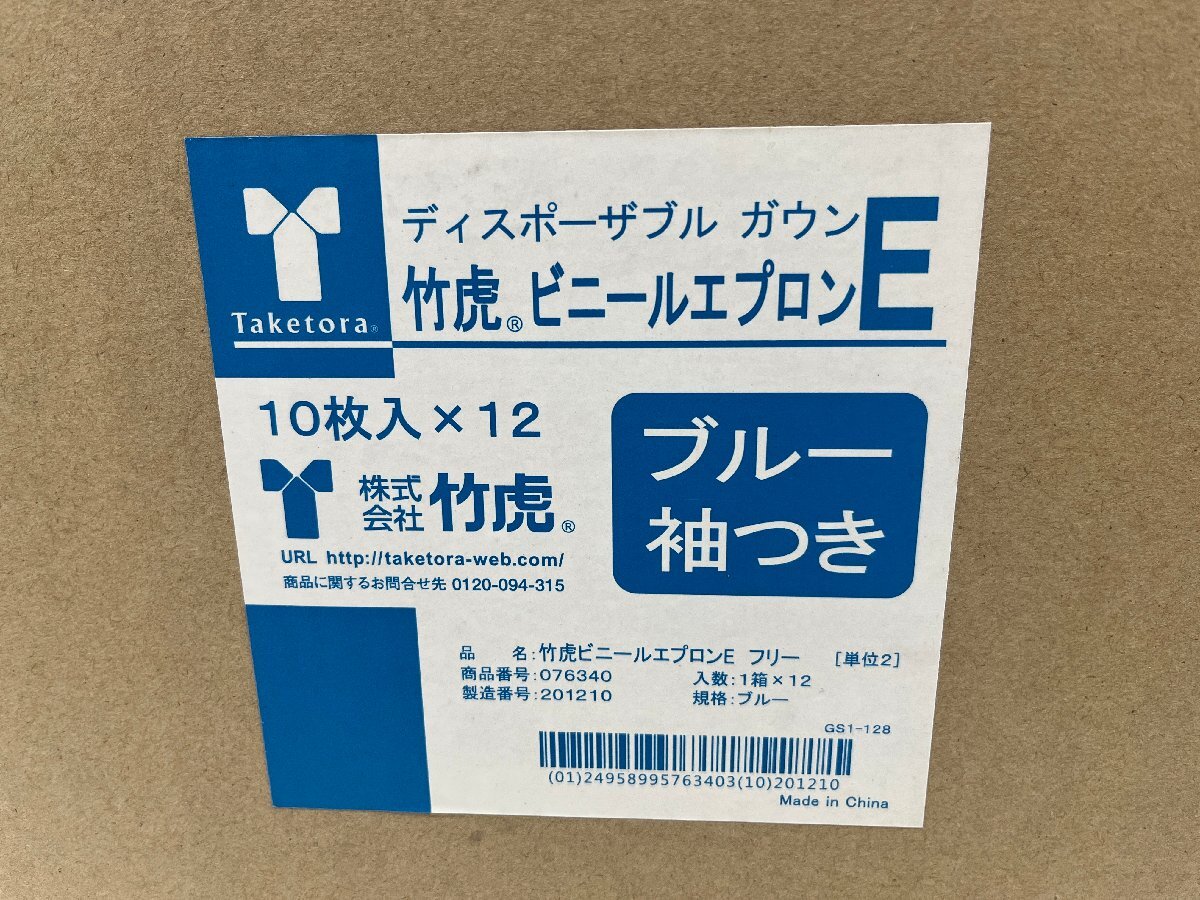 Taketora®
ディスポーザブル ガウン
竹虎®ビニールエプロンE
10枚入×12
株式会社 竹虎®
URL http://taketora-web.com/
商品に関するお問合せ先 0120-094-315
ブルー
袖つき
品 名:竹虎ビニールエプロンE フリー [単位2]
商品番号:076340 入数:1箱×12
製造番号:201210 規格:ブルー
GS1-128
(01)24958995763403(10)201210
Made in China